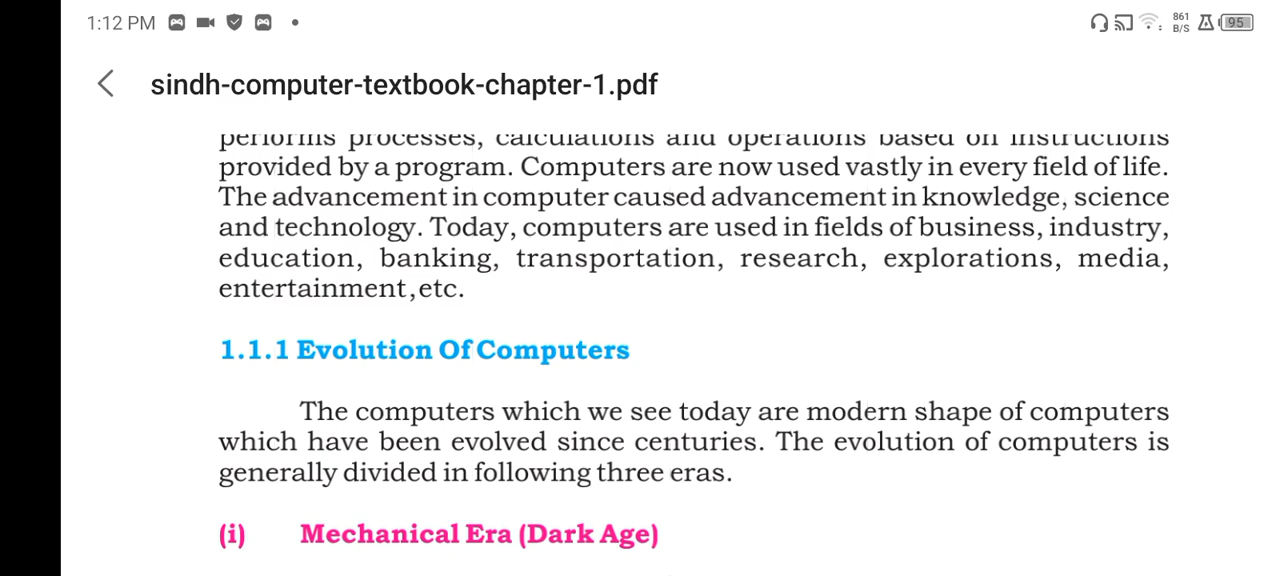 1:12 PM
861
B/S
95
sindh-computer-textbook-chapter-1.pdf
performs processes, calculations and operations based on instructions
provided by a program. Computers are now used vastly in every field of life.
The advancement in computer caused advancement in knowledge, science
and technology. Today, computers are used in fields of business, industry,
education, banking, transportation, research, explorations, media,
entertainment,etc.
1.1.1 Evolution Of Computers
The computers which we see today are modern shape of computers
which have been evolved since centuries. The evolution of computers is
generally divided in following three eras.
(i) Mechanical Era (Dark Age)